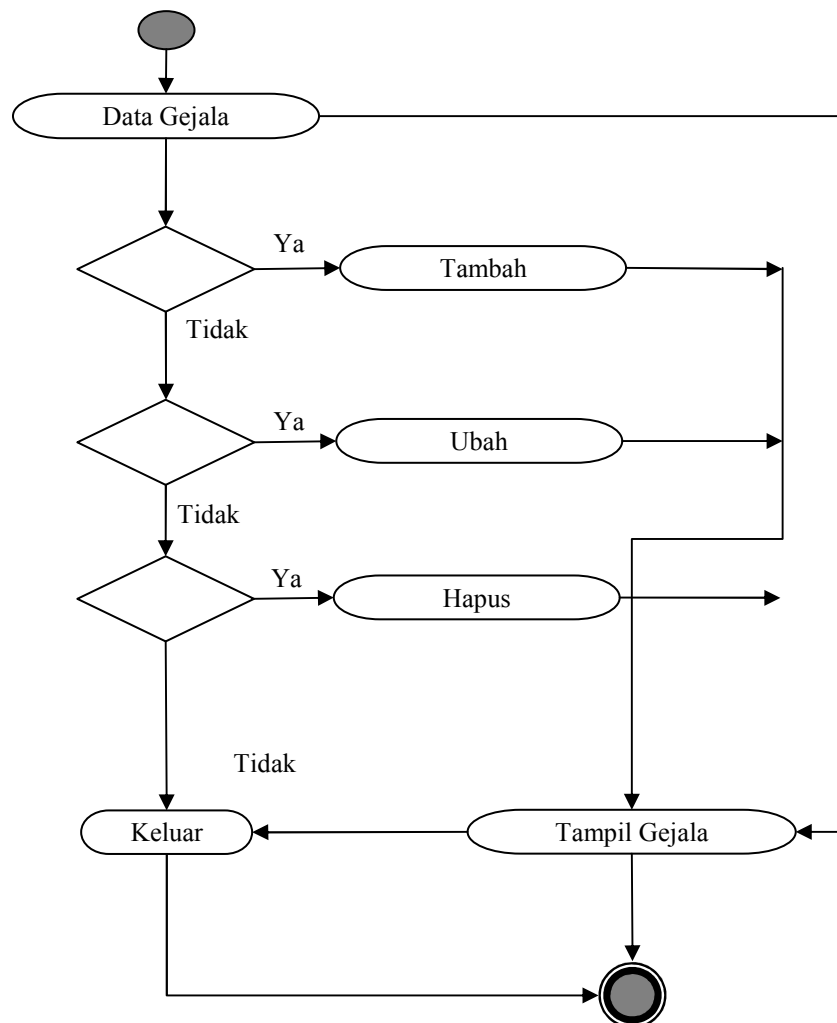 Data Gejala
Ya
Tambah
Tidak
Ya
Ubah
Tidak
Ya
Hapus
Tidak
Keluar
Tampil Gejala